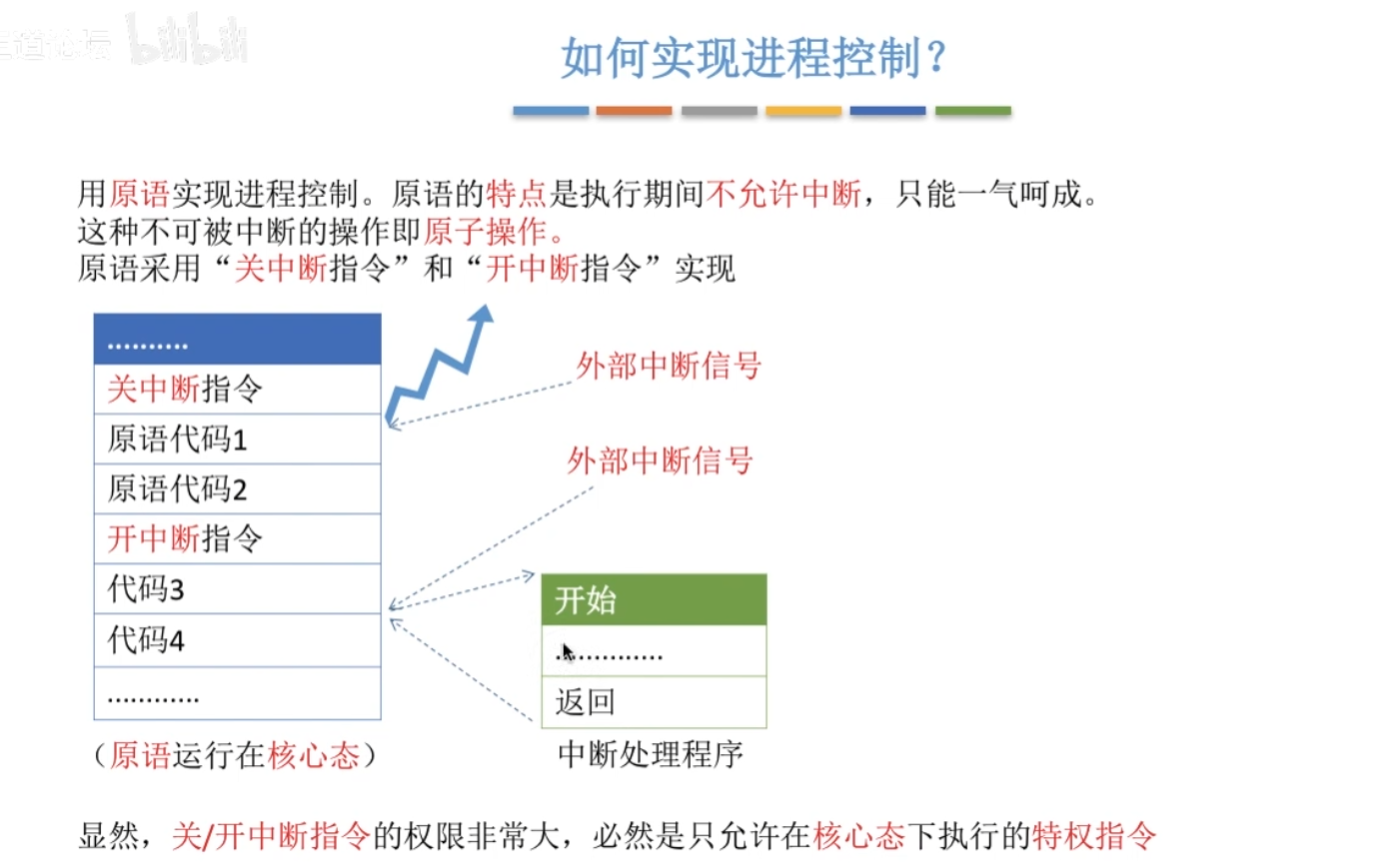 道论坛 bilibili
如何实现进程控制？
用原语实现进程控制。原语的特点是执行期间不允许中断，只能一气呵成。
这种不可被中断的操作即原子操作。
原语采用“关中断指令”和“开中断指令”实现
..........
关中断指令
原语代码1
原语代码2
开中断指令
代码3
代码4
............
（原语运行在核心态）
外部中断信号
外部中断信号
开始
..............
返回
中断处理程序
显然，关/开中断指令的权限非常大，必然是只允许在核心态下执行的特权指令